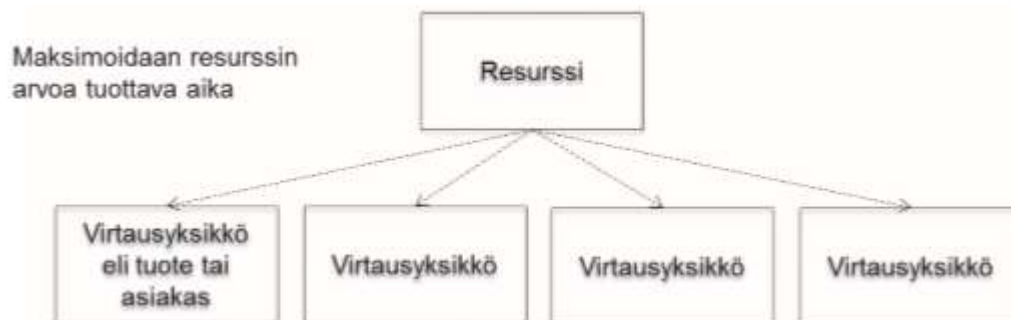 Maksimoidaan resurssin
arvoa tuottava aika
Resurssi
Virtausyksikkö
eli tuote tai
asiakas
Virtausyksikkö
Virtausyksikkö
Virtausyksikkö